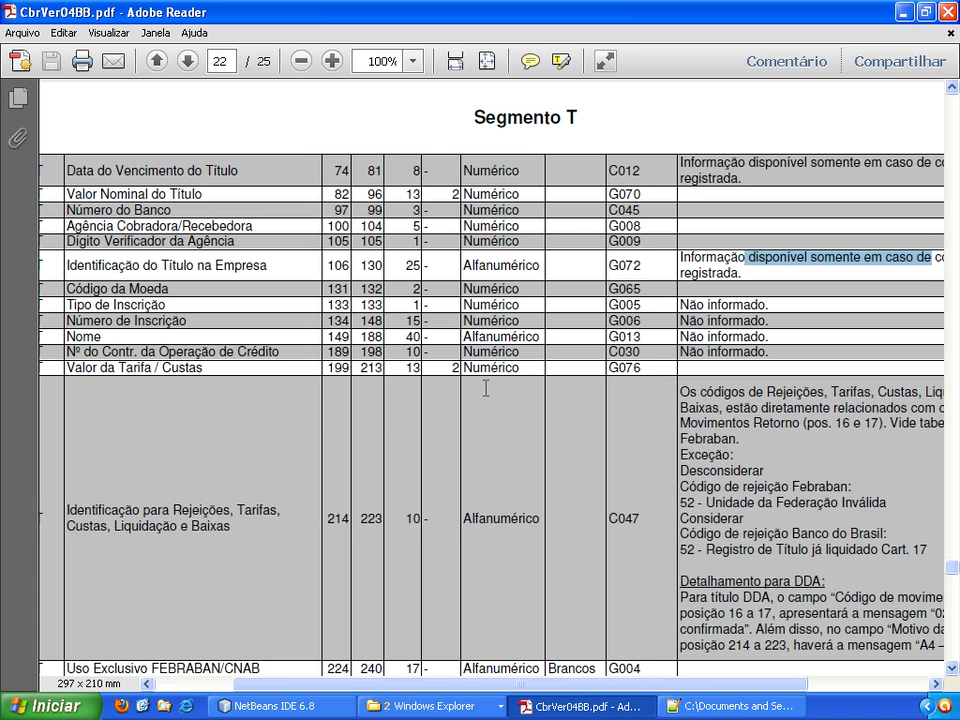 CbrVer04BB.pdf - Adobe Reader
Arquivo Editar Visualizar Janela Ajuda
22 / 25 100% Comentário Compartilhar
Segmento T
T Data do Vencimento do Título 74 81 8 - Numérico C012 Informação disponível somente em caso de co
registrada.
T Valor Nominal do Título 82 96 13 2 Numérico G070
T Número do Banco 97 99 3 - Numérico C045
T Agência Cobradora/Recebedora 100 104 5 - Numérico G008
T Dígito Verificador da Agência 105 105 1 - Numérico G009
T Identificação do Título na Empresa 106 130 25 - Alfanumérico G072 Informação disponível somente em caso de co
registrada.
T Código da Moeda 131 132 2 - Numérico G065
T Tipo de Inscrição 133 133 1 - Numérico G005 Não informado.
T Número de Inscrição 134 148 15 - Numérico G006 Não informado.
T Nome 149 188 40 - Alfanumérico G013 Não informado.
T Nº do Contr. da Operação de Crédito 189 198 10 - Numérico C030 Não informado.
T Valor da Tarifa / Custas 199 213 13 2 Numérico G076
T Identificação para Rejeições, Tarifas,
Custas, Liquidação e Baixas 214 223 10 - Alfanumérico C047
Os códigos de Rejeições, Tarifas, Custas, Liq
Baixas, estão diretamente relacionados com o
Movimentos Retorno (pos. 16 e 17). Vide tabe
Febraban.
Exceção:
Desconsiderar
Código de rejeição Febraban:
52 - Unidade da Federação Inválida
Considerar
Código de rejeição Banco do Brasil:
52 - Registro de Título já liquidado Cart. 17
Detalhamento para DDA:
Para título DDA, o campo “Código de movime
posição 16 a 17, apresentará a mensagem “02
confirmada”. Além disso, no campo “Motivo da
posição 214 a 223, haverá a mensagem “A4 –
T Uso Exclusivo FEBRABAN/CNAB 224 240 17 - Alfanumérico Brancos G004
297 x 210 mm
Iniciar NetBeans IDE 6.8 2 Windows Explorer CbrVer04BB.pdf - Ad... C:\Documents and Se...